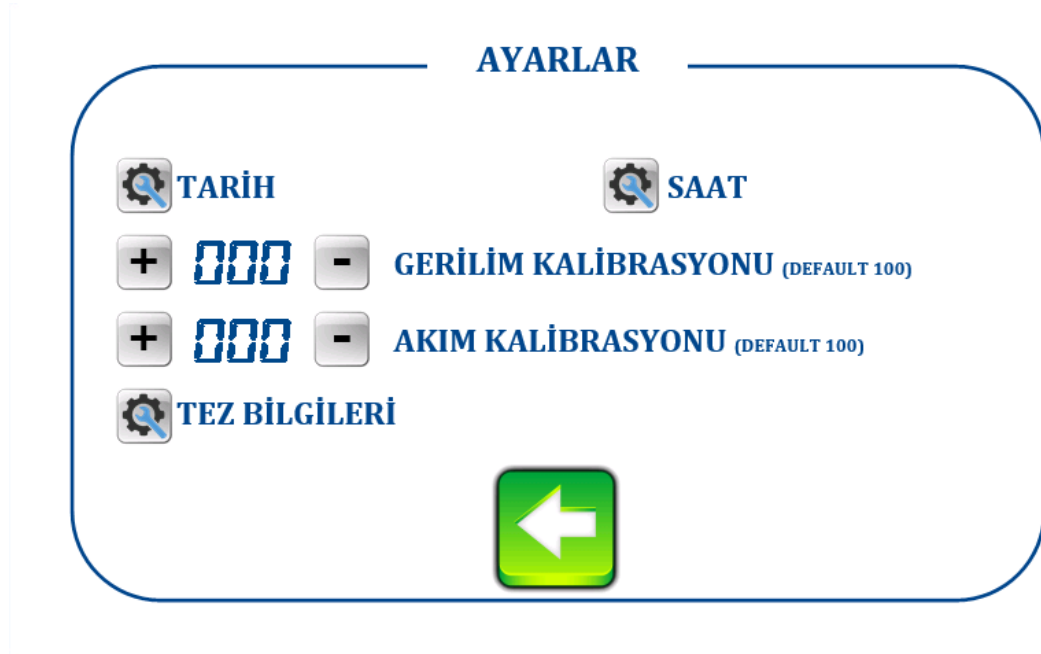 AYARLAR
TARİH SAAT
+ 000 - GERİLİM KALİBRASYONU (DEFAULT 100)
+ 000 - AKIM KALİBRASYONU (DEFAULT 100)
TEZ BİLGİLERİ